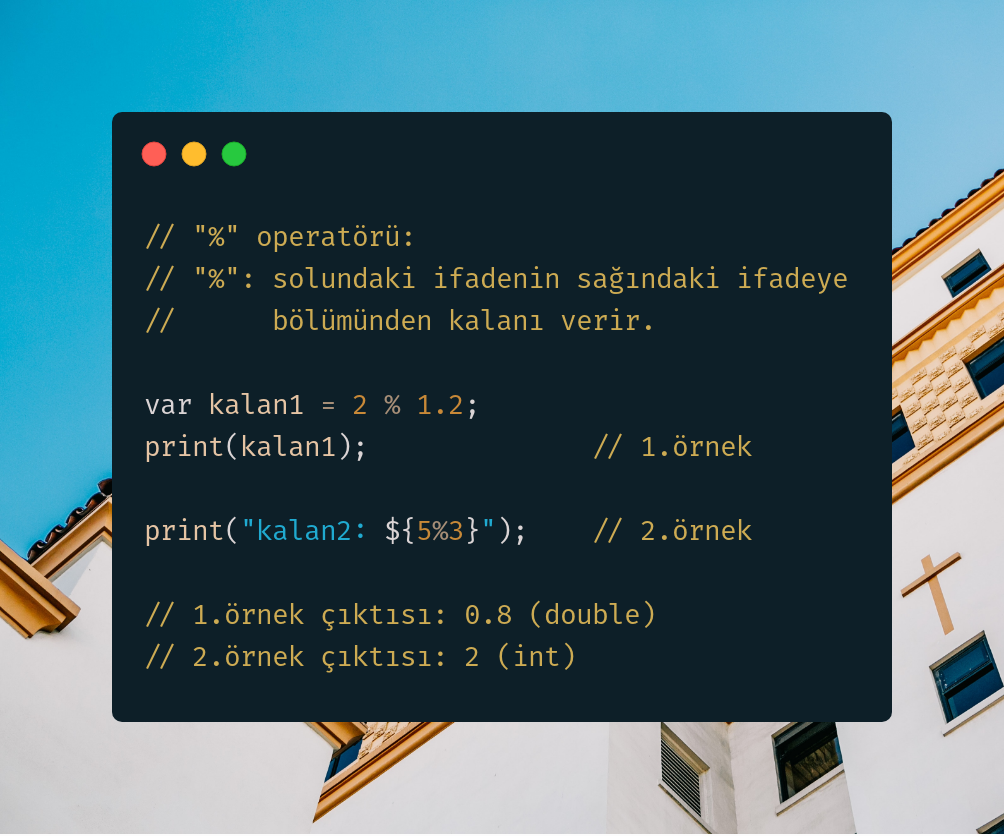 // "%" operatörü:
// "%": solundaki ifadenin sağındaki ifadeye
//      bölümünden kalanı verir.
var kalan1 = 2 % 1.2;
print(kalan1);              // 1.örnek
print("kalan2: ${5%3}");    // 2.örnek
// 1.örnek çıktısı: 0.8 (double)
// 2.örnek çıktısı: 2 (int)